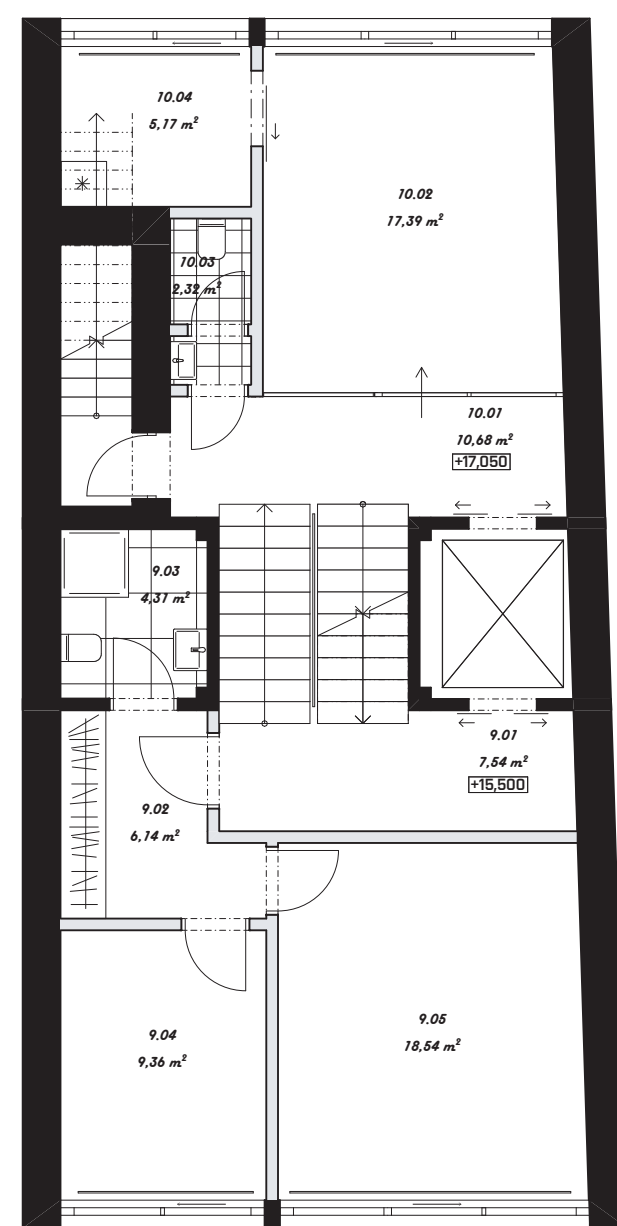 10.04
5,17 m²
10.02
17,39 m²
10.03
2,32 m²
10.01
10,68 m²
+17,050
9.03
4,31 m²
9.01
7,54 m²
+15,500
9.02
6,14 m²
9.05
18,54 m²
9.04
9,36 m²